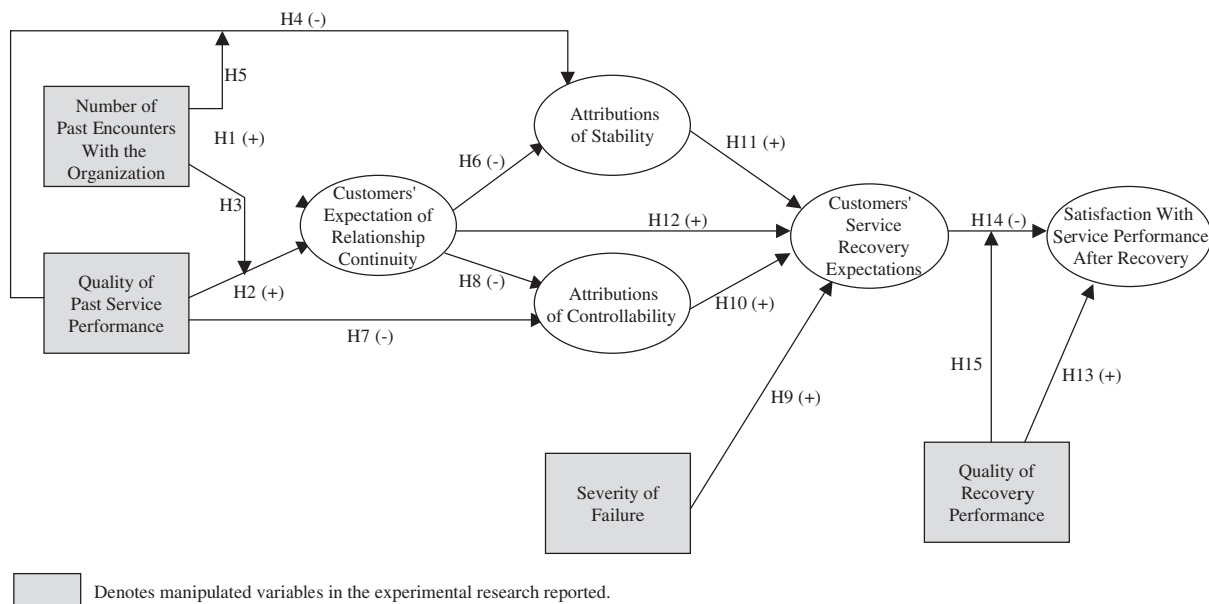 H4 (-)
H5
Number of
Past Encounters
With the
Organization
H1 (+)
H3
Quality of
Past Service
Performance
H2 (+)
Customers'
Expectation of
Relationship
Continuity
H6 (-)
H8 (-)
H7 (-)
Attributions
of Stability
H11 (+)
H12 (+)
Attributions
of Controllability
H10 (+)
Customers'
Service
Recovery
Expectations
H14 (-)
Satisfaction With
Service Performance
After Recovery
H9 (+)
H15
H13 (+)
Severity of
Failure
Quality of
Recovery
Performance
Denotes manipulated variables in the experimental research reported.